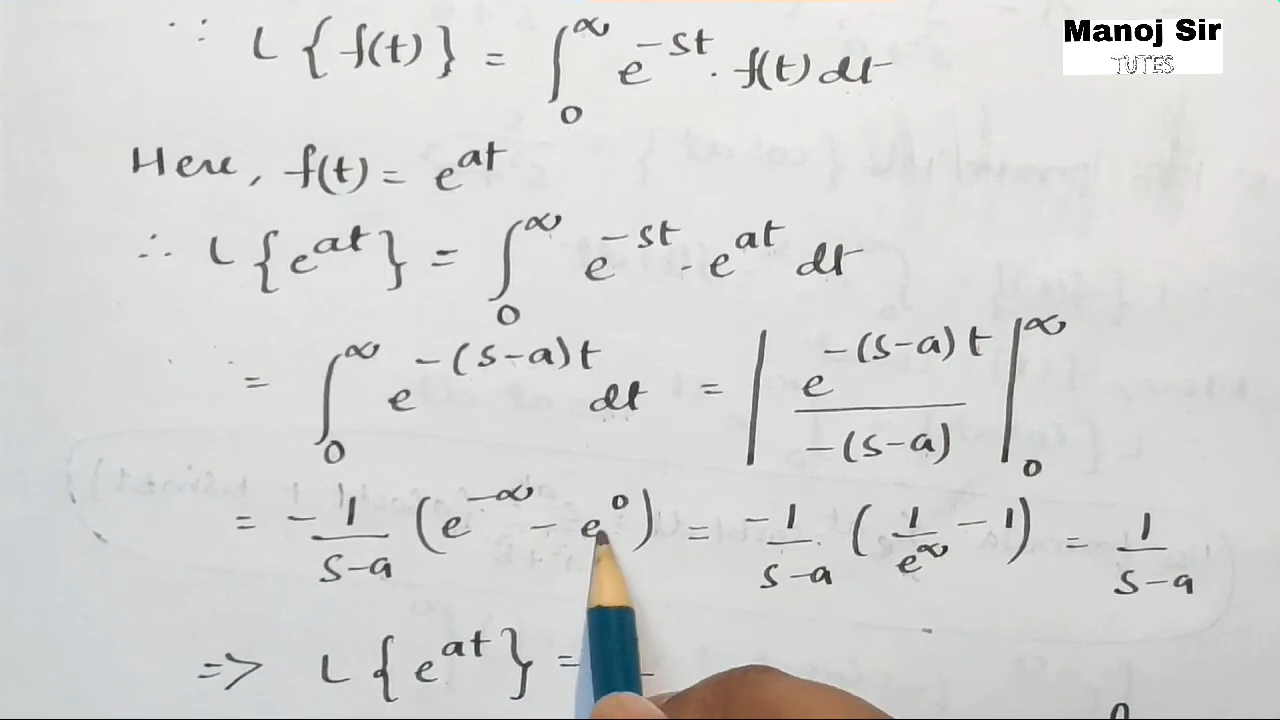 Manoj Sir
TUTES
∵ L{f(t)} = ∫₀^∞ e^{-st} · f(t) dt
Here, f(t) = e^{at}
∴ L{e^{at}} = ∫₀^∞ e^{-st} · e^{at} dt
= ∫₀^∞ e^{-(s-a)t} dt = | e^{-(s-a)t} / -(s-a) |₀^∞
= -1/(s-a) (e^{-∞} - e^0) = -1/(s-a) (1/e^∞ - 1) = 1/(s-a)
=> L{e^{at}} =